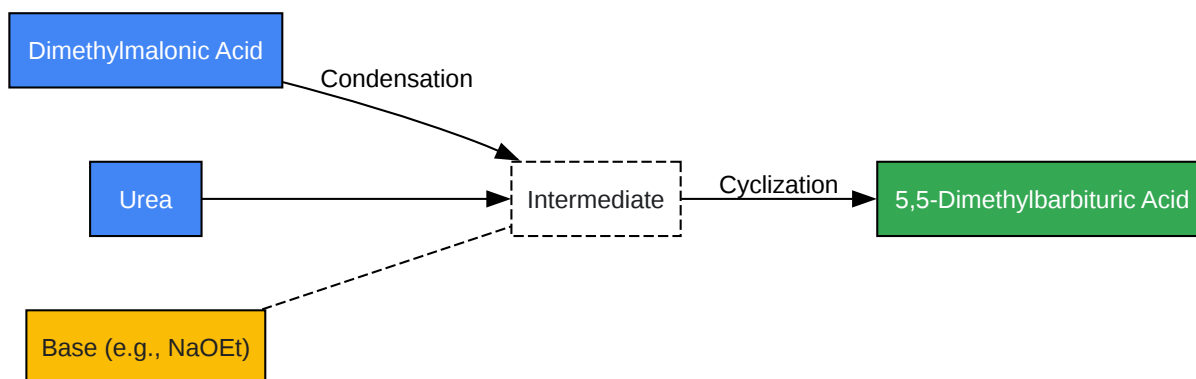 Dimethylmalonic Acid
Condensation
Urea
Intermediate
Cyclization
5,5-Dimethylbarbituric Acid
Base (e.g., NaOEt)